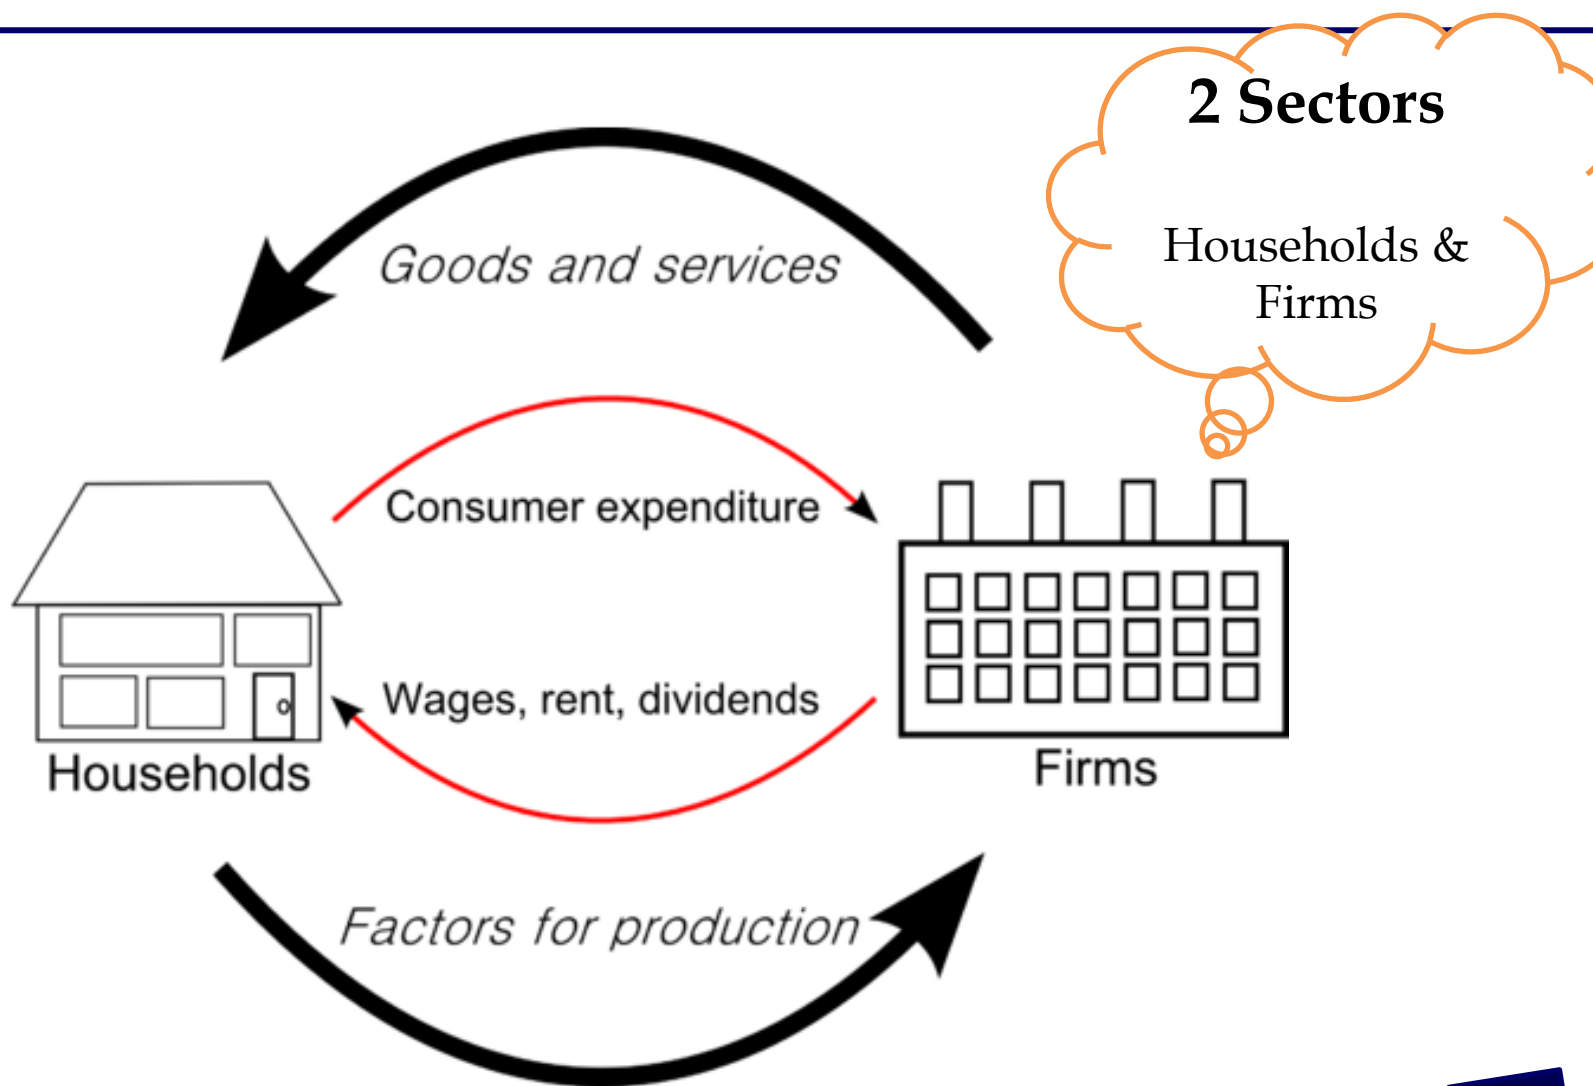 2 Sectors
Households &
Firms
Goods and services
Consumer expenditure
Wages, rent, dividends
Households
Firms
Factors for production